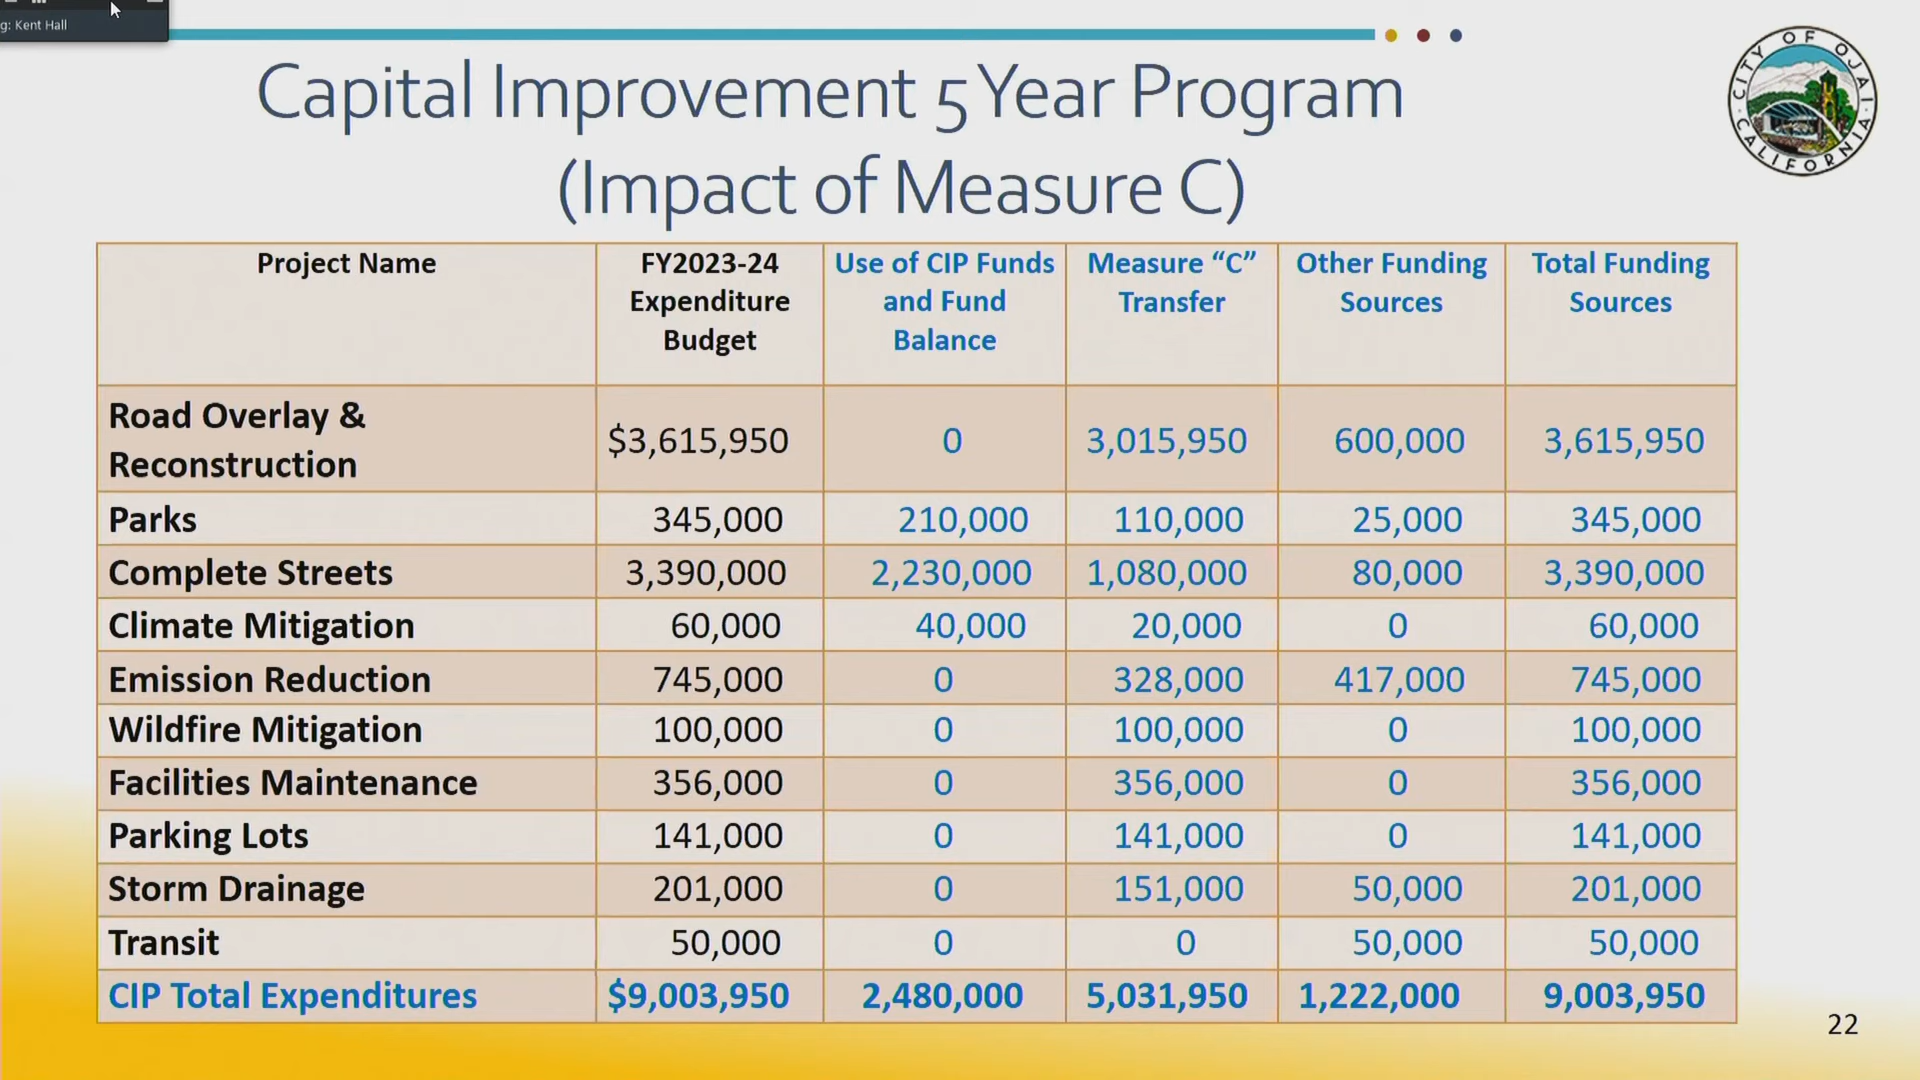 g: Kent Hall
Capital Improvement 5 Year Program
(Impact of Measure C)
CITY OF OJAI
CALIFORNIA
Project Name FY2023-24 Expenditure Budget Use of CIP Funds and Fund Balance Measure “C” Transfer Other Funding Sources Total Funding Sources
Road Overlay & Reconstruction $3,615,950 0 3,015,950 600,000 3,615,950
Parks 345,000 210,000 110,000 25,000 345,000
Complete Streets 3,390,000 2,230,000 1,080,000 80,000 3,390,000
Climate Mitigation 60,000 40,000 20,000 0 60,000
Emission Reduction 745,000 0 328,000 417,000 745,000
Wildfire Mitigation 100,000 0 100,000 0 100,000
Facilities Maintenance 356,000 0 356,000 0 356,000
Parking Lots 141,000 0 141,000 0 141,000
Storm Drainage 201,000 0 151,000 50,000 201,000
Transit 50,000 0 0 50,000 50,000
CIP Total Expenditures $9,003,950 2,480,000 5,031,950 1,222,000 9,003,950
22